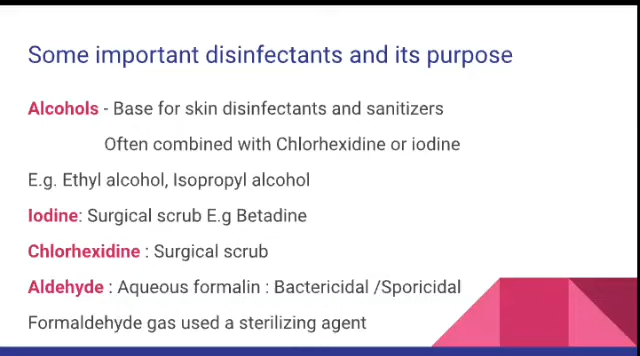 Some important disinfectants and its purpose
Alcohols - Base for skin disinfectants and sanitizers
Often combined with Chlorhexidine or iodine
E.g. Ethyl alcohol, Isopropyl alcohol
Iodine: Surgical scrub E.g Betadine
Chlorhexidine : Surgical scrub
Aldehyde : Aqueous formalin : Bactericidal /Sporicidal
Formaldehyde gas used a sterilizing agent